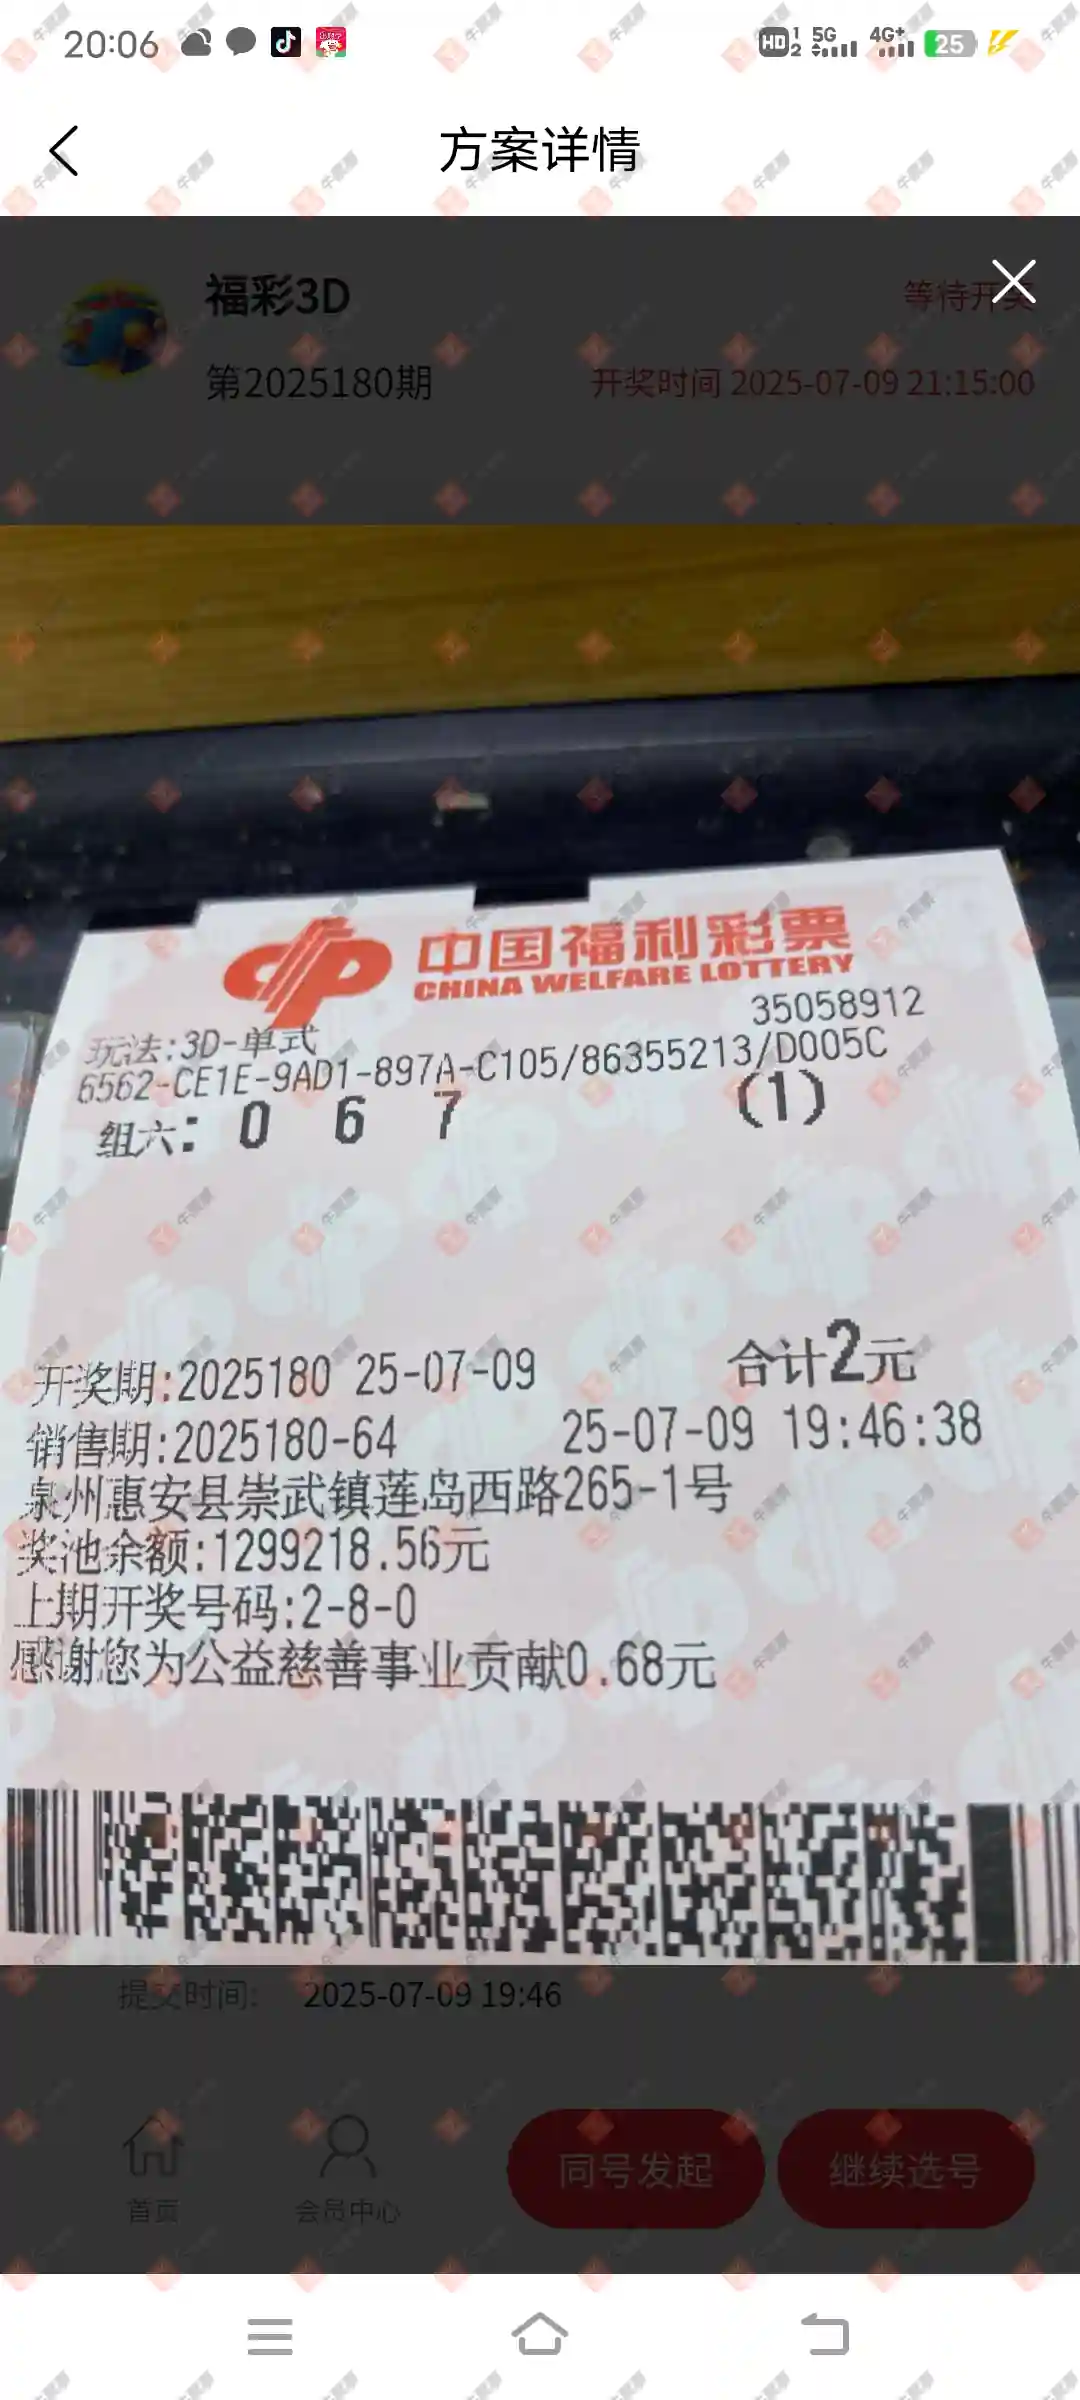 20:06
HD 1 2 5G 4G+ 25
方案详情
福彩3D
等待开奖
第2025180期
开奖时间 2025-07-09 21:15:00
中国福利彩票
CHINA WELFARE LOTTERY
35058912
玩法:3D-单式
6562-CE1E-9AD1-897A-C105/86355213/D005C
组六: 0 6 7 (1)
开奖期:2025180 25-07-09 合计2元
销售期:2025180-64 25-07-09 19:46:38
泉州惠安县崇武镇莲岛西路265-1号
奖池余额:1299218.56元
上期开奖号码:2-8-0
感谢您为公益慈善事业贡献0.68元
提交时间: 2025-07-09 19:46
首页
会员中心
同号发起
继续选号